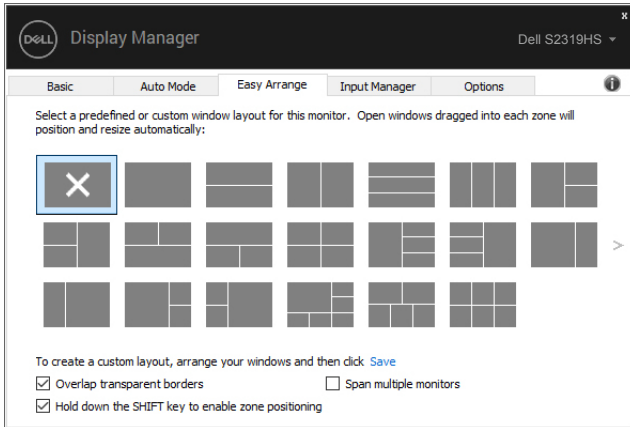 x
DELL Display Manager Dell S2319HS
Basic Auto Mode Easy Arrange Input Manager Options i
Select a predefined or custom window layout for this monitor. Open windows dragged into each zone will
position and resize automatically:
>
To create a custom layout, arrange your windows and then click Save
Overlap transparent borders Span multiple monitors
Hold down the SHIFT key to enable zone positioning